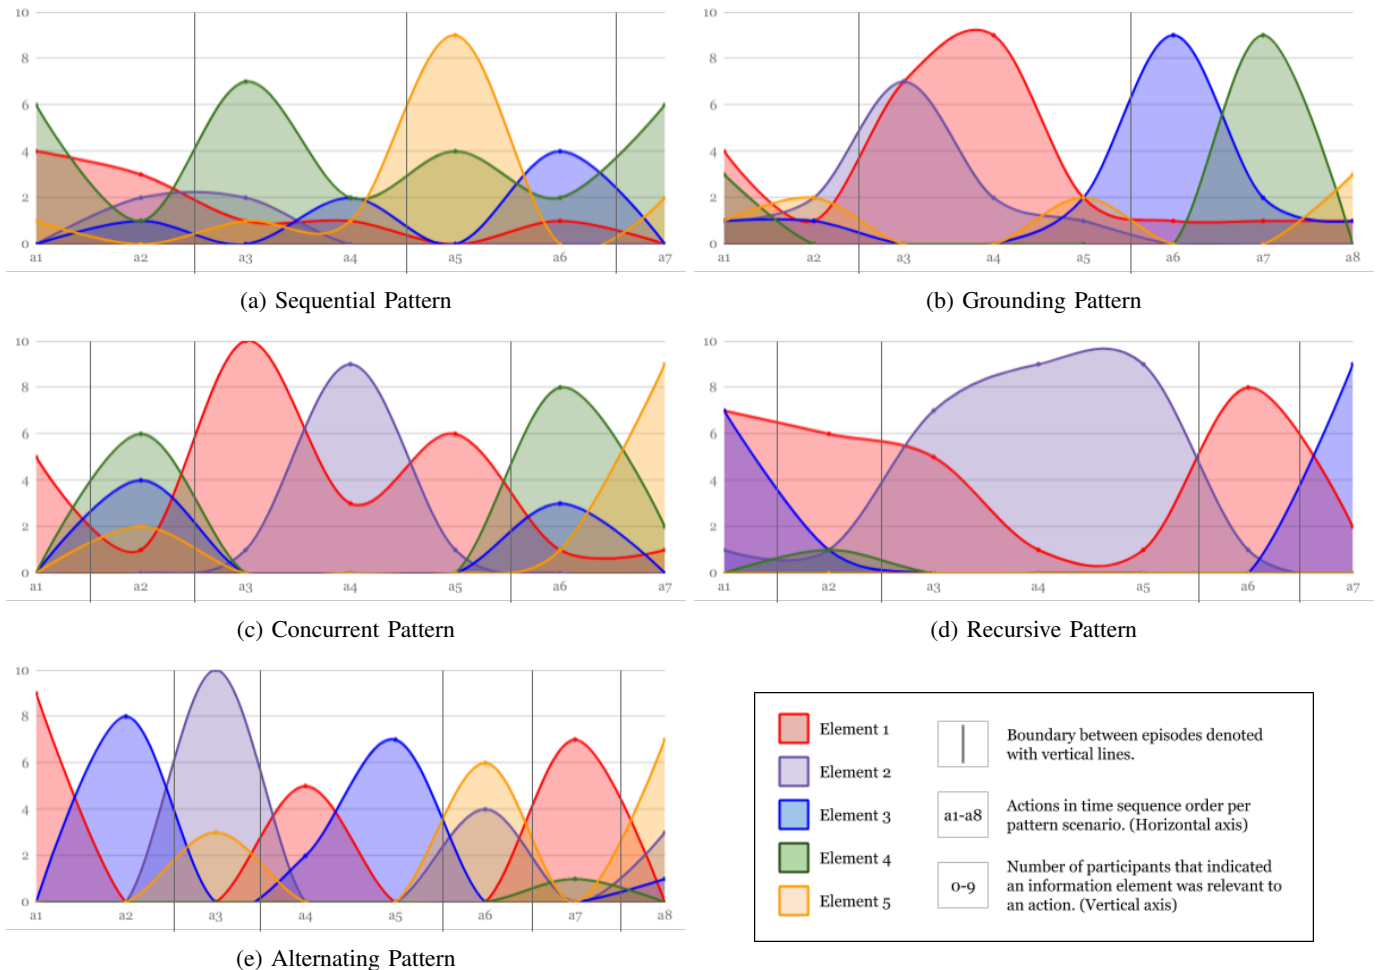 10
8
6
4
2
0
a1 a2 a3 a4 a5 a6 a7
(a) Sequential Pattern
10
8
6
4
2
0
a1 a2 a3 a4 a5 a6 a7 a8
(b) Grounding Pattern
10
8
6
4
2
0
a1 a2 a3 a4 a5 a6 a7
(c) Concurrent Pattern
10
8
6
4
2
0
a1 a2 a3 a4 a5 a6 a7
(d) Recursive Pattern
10
8
6
4
2
0
a1 a2 a3 a4 a5 a6 a7 a8
(e) Alternating Pattern
Element 1
Element 2
Element 3
Element 4
Element 5
Boundary between episodes denoted
with vertical lines.
a1-a8
Actions in time sequence order per
pattern scenario. (Horizontal axis)
0-9
Number of participants that indicated
an information element was relevant to
an action. (Vertical axis)